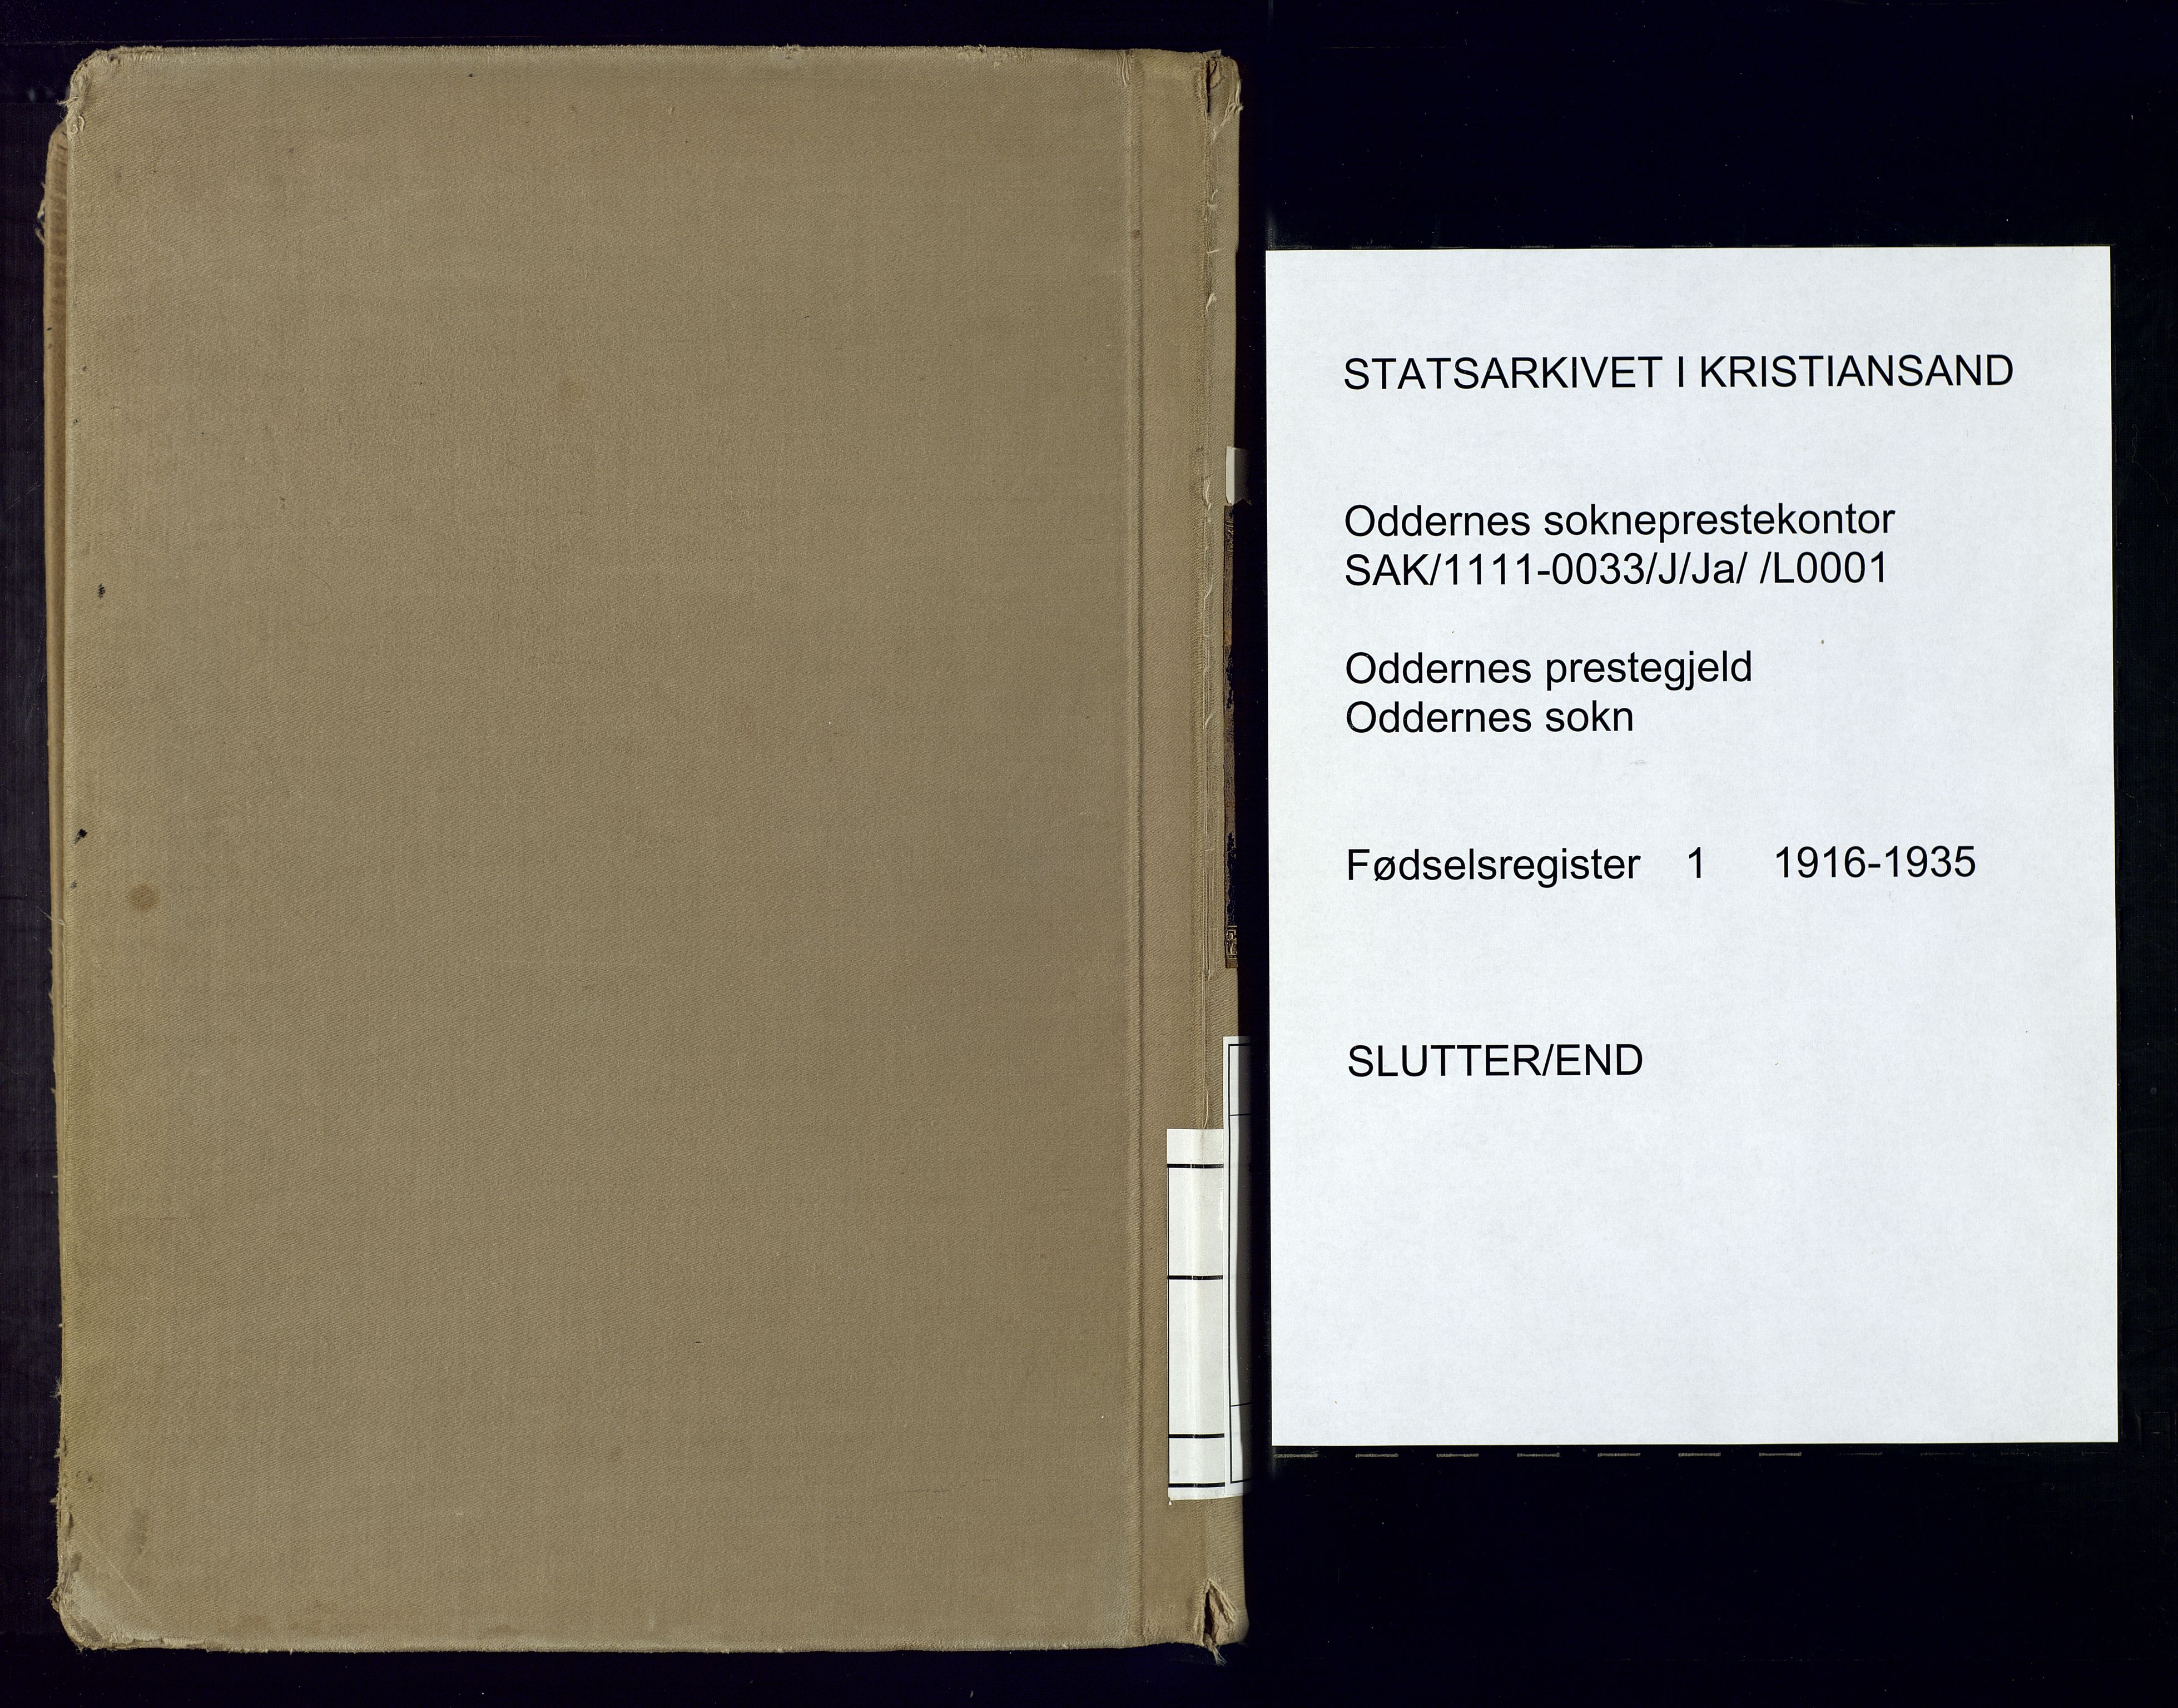 STATSARKIVET I KRISTIANSAND
Oddernes sokneprestekontor
SAK/1111-0033/J/Ja/ /L0001
Oddernes prestegjeld
Oddernes sokn
Fødselsregister 1 1916-1935
SLUTTER/END